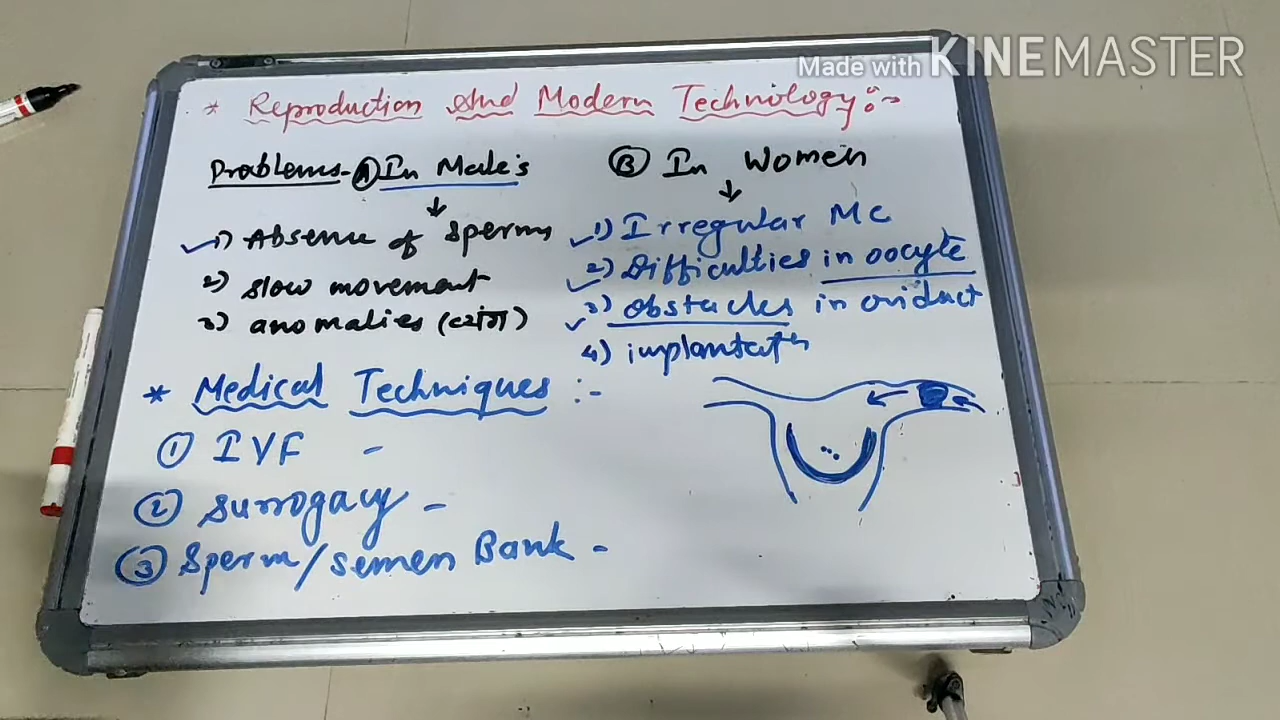 Made with KINEMASTER
* Reproduction And Modern Technology:-
Problems- (A) In Male's
(B) In Women
1) Absense of sperms
2) slow movement
3) anomalies (व्यंग)
1) Irregular MC
2) Difficulties in oocyte
3) obstacles in oviduct
4) implantatn
* Medical Techniques :-
① IVF -
② Surrogacy -
③ Sperm/semen Bank -